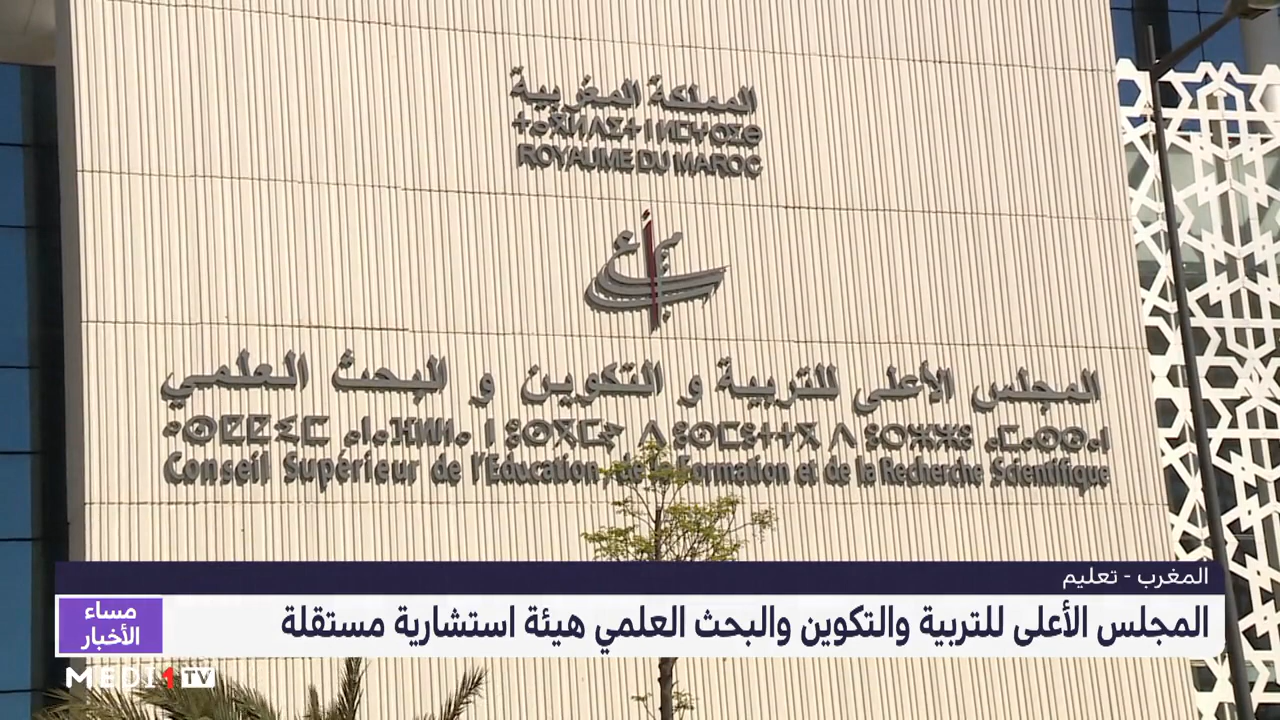 المملكة المغربية
ⵜⴰⴳⵍⴷⵉⵜ ⵏ ⵍⵎⵖⵔⵉⴱ
ROYAUME DU MAROC
المجلس الأعلى للتربية و التكوين و البحث العلمي
Conseil Supérieur de l'Education, de la Formation et de la Recherche Scientifique
المغرب - تعليم
المجلس الأعلى للتربية والتكوين والبحث العلمي هيئة استشارية مستقلة
مساء
الأخبار
MEDI1 TV